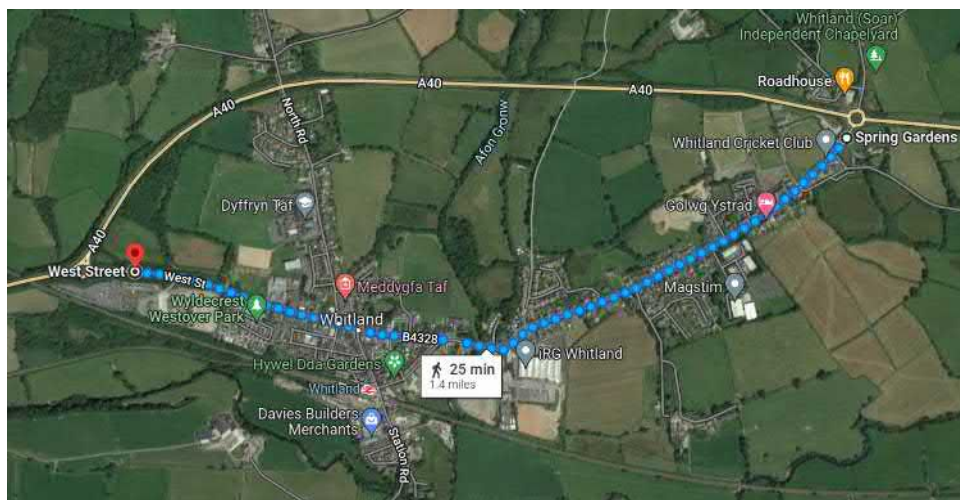 Whitland (Soar)
Independent Chapelyard
Roadhouse
A40
A40
A40
A40
North Rd
Afon Gronw
Whitland Cricket Club
Spring Gardens
Dyffryn Taf
Golwg Ystrad
West Street
West St
Meddygfa Taf
Magstim
Wyldecrest
Westover Park
Whitland
B4328
iRG Whitland
Hywel Dda Gardens
25 min
1.4 miles
Whitland
Davies Builders
Merchants
Station Rd